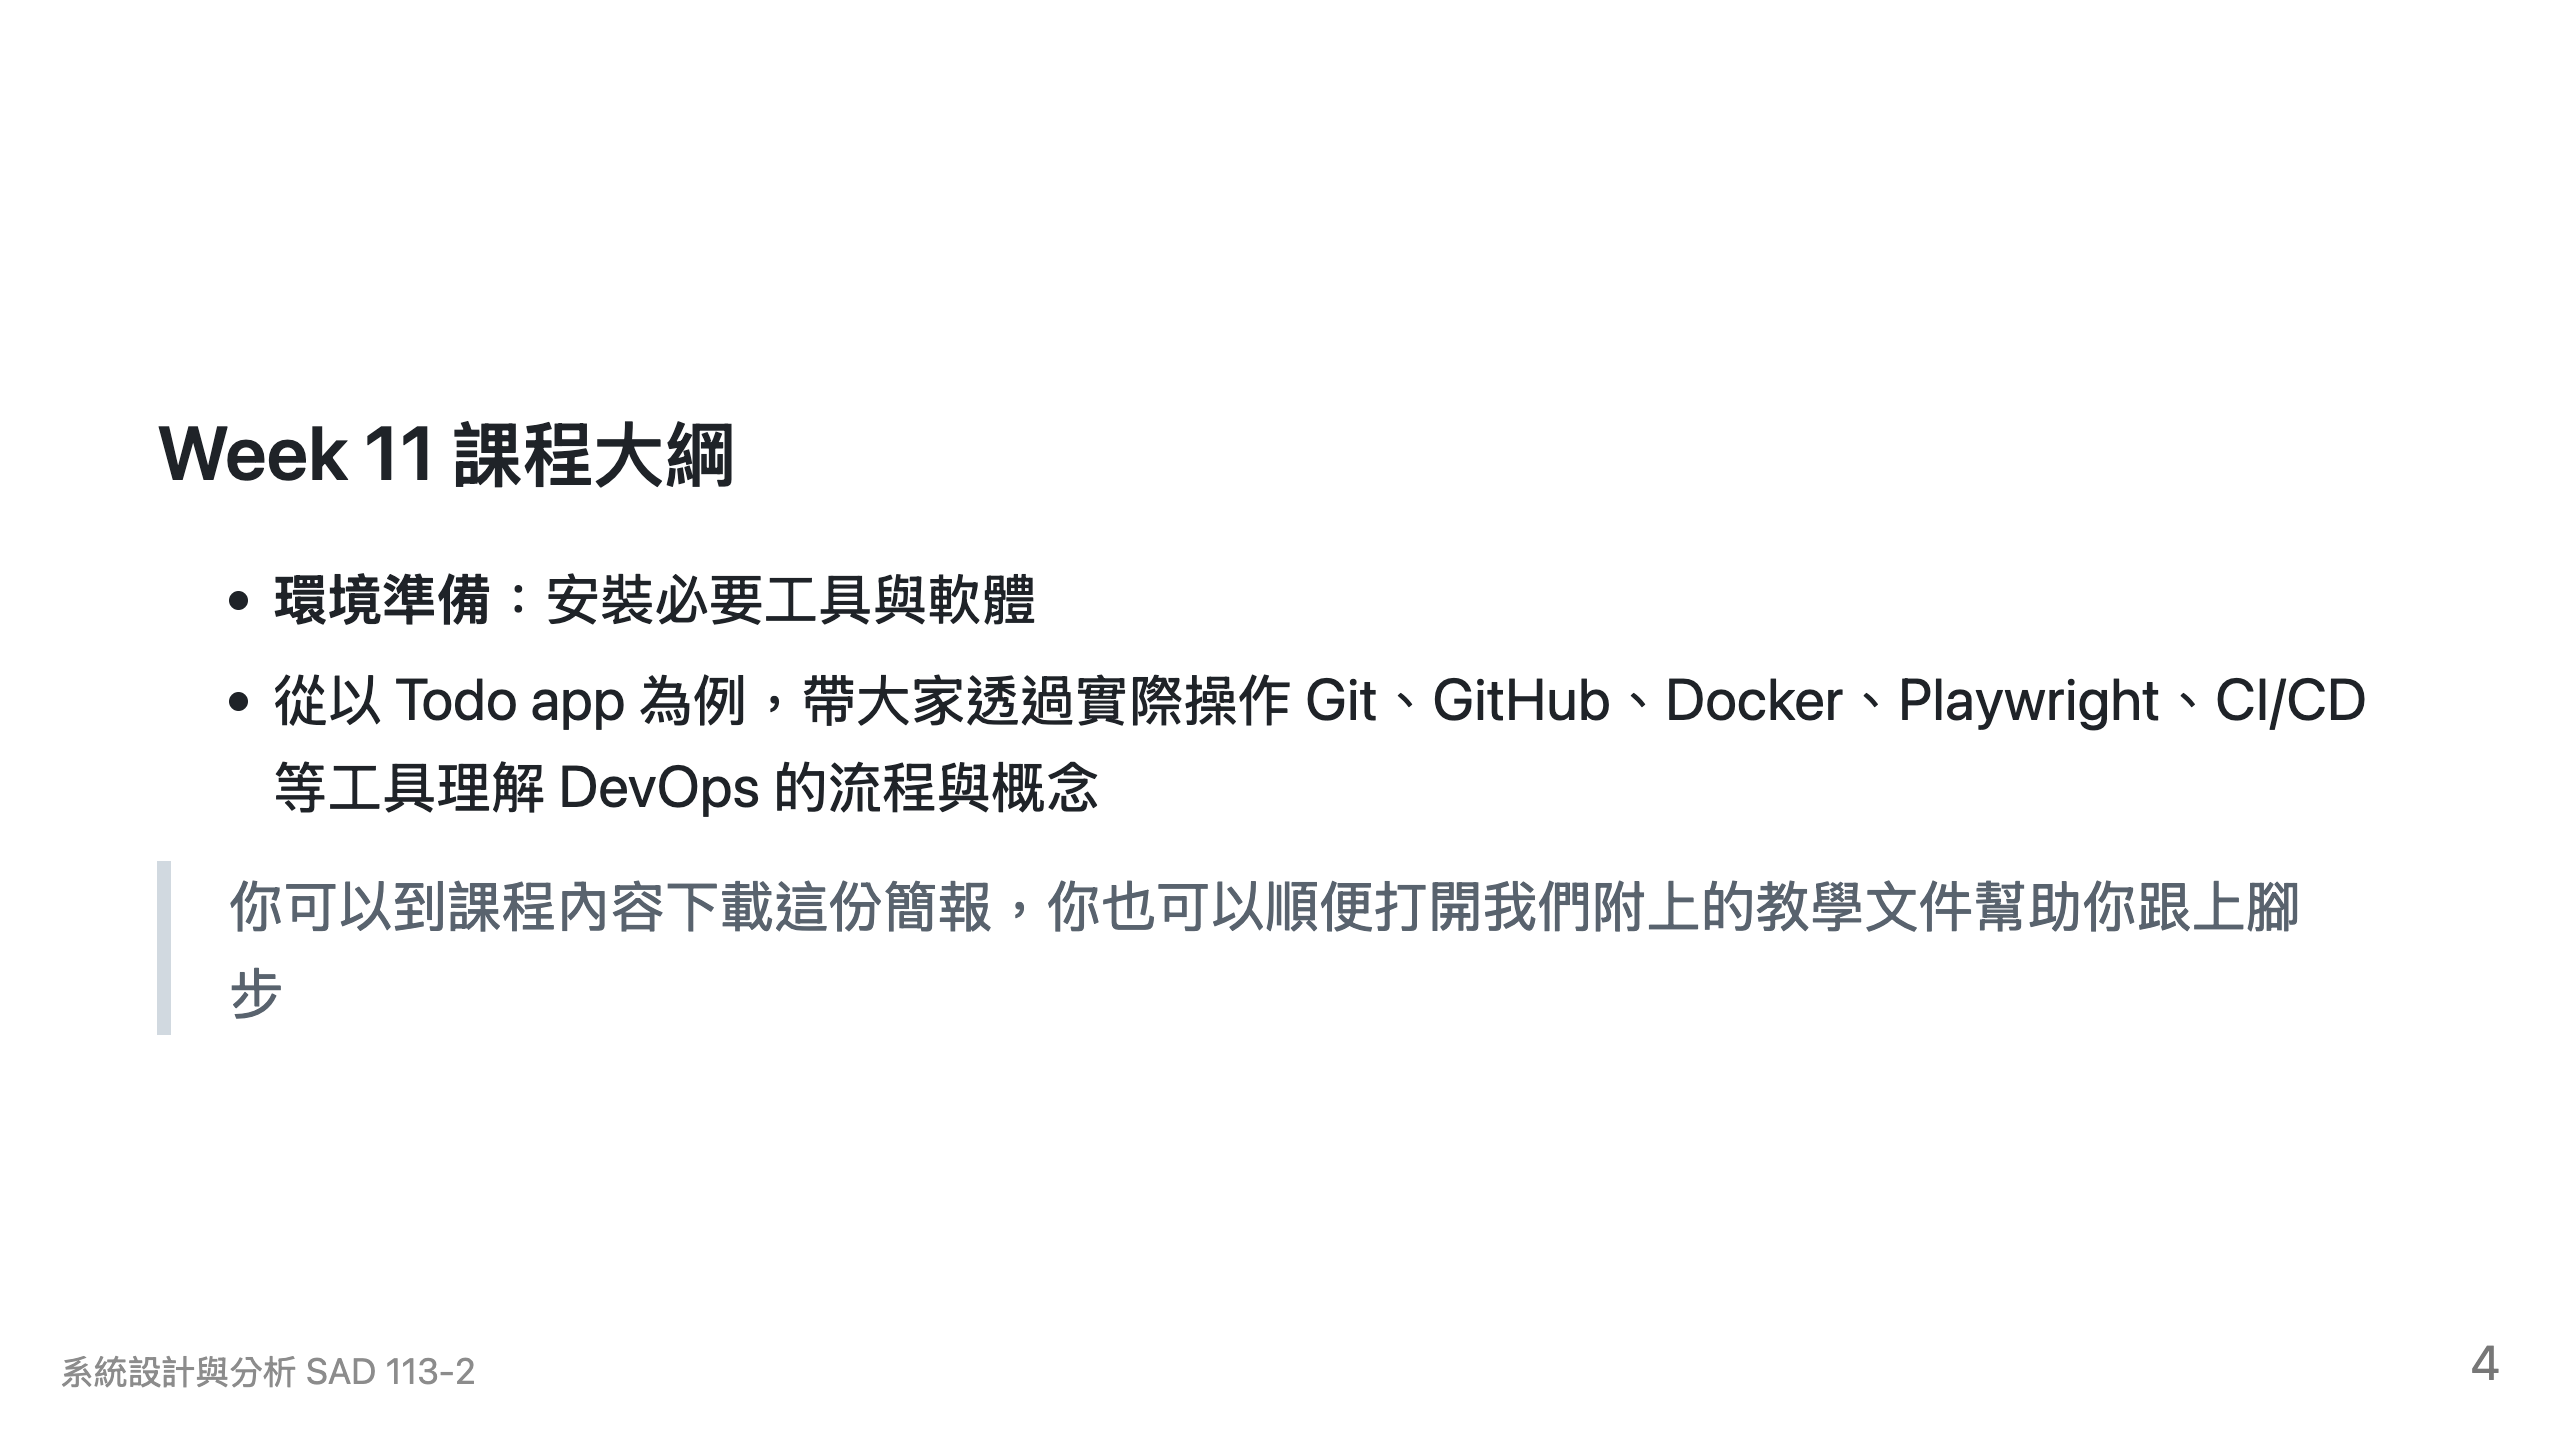 Week 11 課程大綱
• 環境準備：安裝必要工具與軟體
• 從以 Todo app 為例，帶大家透過實際操作 Git、GitHub、Docker、Playwright、CI/CD
等工具理解 DevOps 的流程與概念
你可以到課程內容下載這份簡報，你也可以順便打開我們附上的教學文件幫助你跟上腳
步
系統設計與分析 SAD 113-2
4